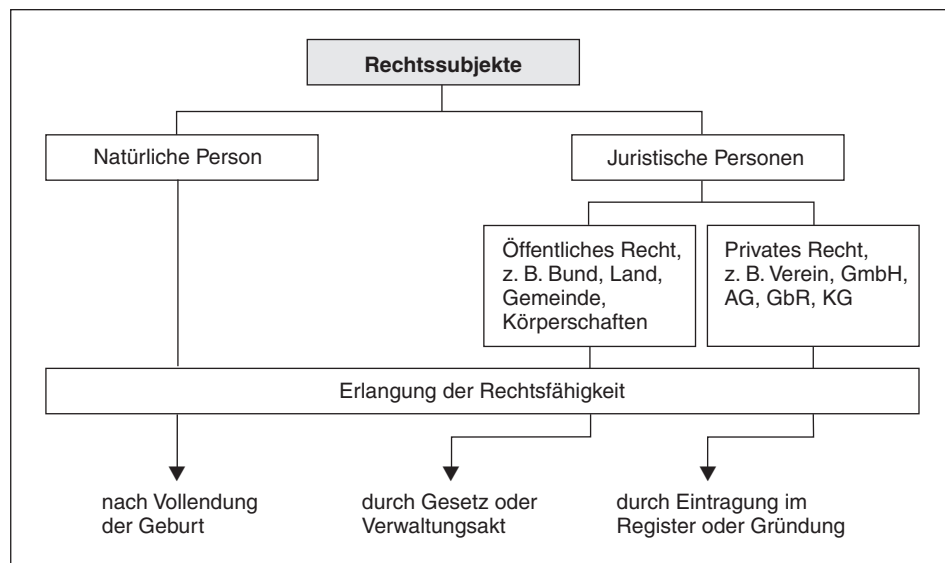 Rechtssubjekte
Natürliche Person
Juristische Personen
Öffentliches Recht,
z. B. Bund, Land,
Gemeinde,
Körperschaften
Privates Recht,
z. B. Verein, GmbH,
AG, GbR, KG
Erlangung der Rechtsfähigkeit
nach Vollendung
der Geburt
durch Gesetz oder
Verwaltungsakt
durch Eintragung im
Register oder Gründung